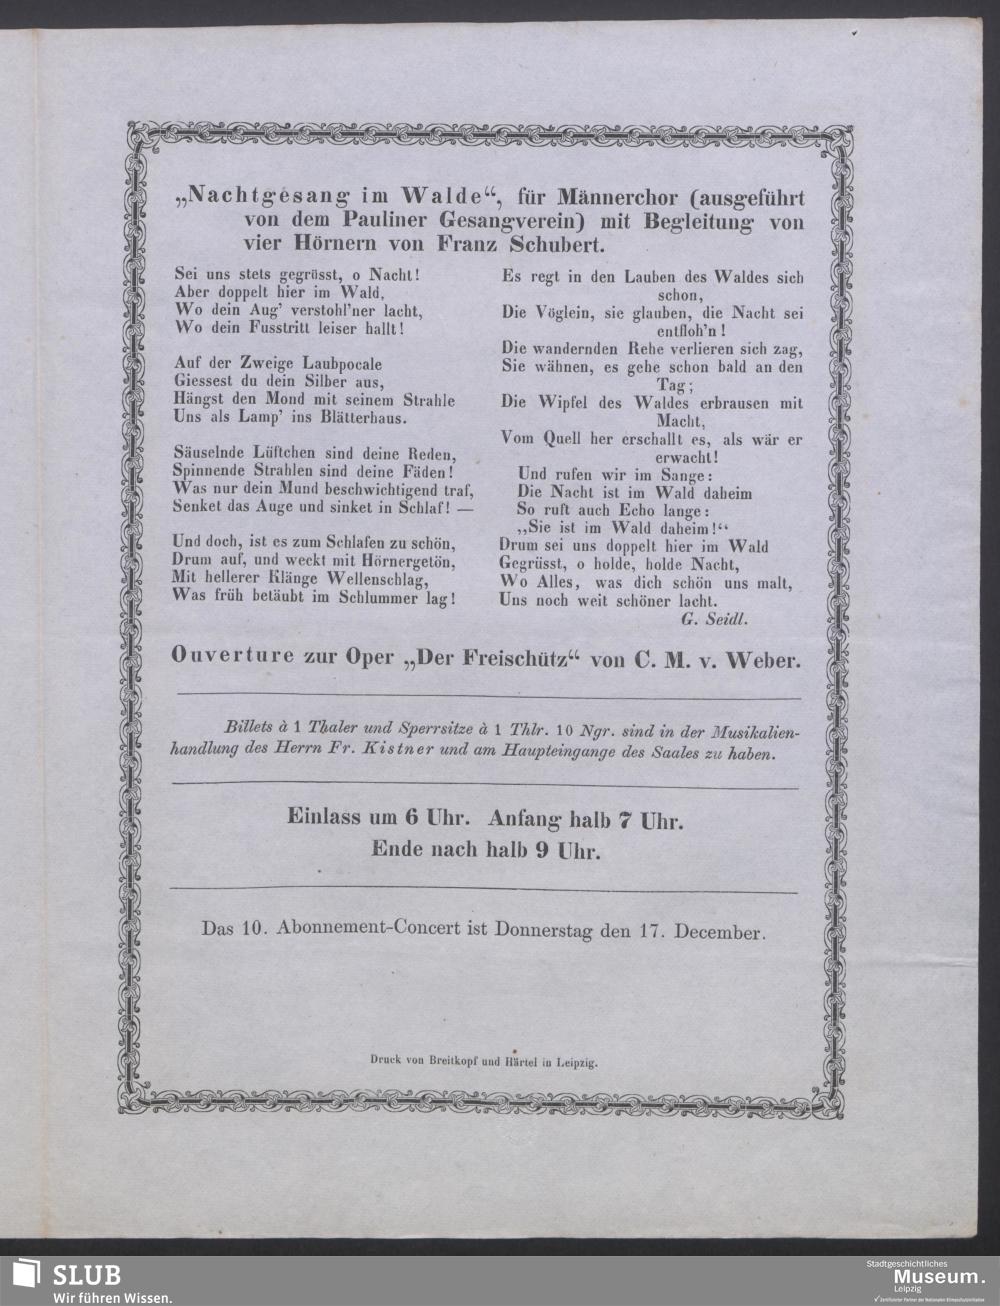 „Nachtgesang im Walde“, für Männerchor (ausgeführt
von dem Pauliner Gesangverein) mit Begleitung von
vier Hörnern von Franz Schubert.
Sei uns stets gegrüsst, o Nacht!
Aber doppelt hier im Wald,
Wo dein Aug’ verstohl’ner lacht,
Wo dein Fusstritt leiser hallt!
Auf der Zweige Laubpocale
Giessest du dein Silber aus,
Hängst den Mond mit seinem Strahle
Uns als Lamp’ ins Blätterhaus.
Säuselnde Lüftchen sind deine Reden,
Spinnende Strahlen sind deine Fäden!
Was nur dein Mund beschwichtigend traf,
Senket das Auge und sinket in Schlaf! —
Und doch, ist es zum Schlafen zu schön,
Drum auf, und weckt mit Hörnergetön,
Mit hellerer Klänge Wellenschlag,
Was früh betäubt im Schlummer lag!
Es regt in den Lauben des Waldes sich
schon,
Die Vöglein, sie glauben, die Nacht sei
entfloh’n!
Die wandernden Rehe verlieren sich zag,
Sie wähnen, es gehe schon bald an den
Tag;
Die Wipfel des Waldes erbrausen mit
Macht,
Vom Quell her erschallt es, als wär er
erwacht!
Und rufen wir im Sange:
Die Nacht ist im Wald daheim
So ruft auch Echo lange:
„Sie ist im Wald daheim!“
Drum sei uns doppelt hier im Wald
Gegrüsst, o holde, holde Nacht,
Wo Alles, was dich schön uns malt,
Uns noch weit schöner lacht.
G. Seidl.
Ouverture zur Oper „Der Freischütz“ von C. M. v. Weber.
Billets à 1 Thaler und Sperrsitze à 1 Thlr. 10 Ngr. sind in der Musikalien-
handlung des Herrn Fr. Kistner und am Haupteingange des Saales zu haben.
Einlass um 6 Uhr. Anfang halb 7 Uhr.
Ende nach halb 9 Uhr.
Das 10. Abonnement-Concert ist Donnerstag den 17. December.
Druck von Breitkopf und Härtel in Leipzig.
SLUB
Wir führen Wissen.
Stadtgeschichtliches
Museum.
Leipzig
✓ Zertifizierter Partner der Nationalen Klimaschutzinitiative